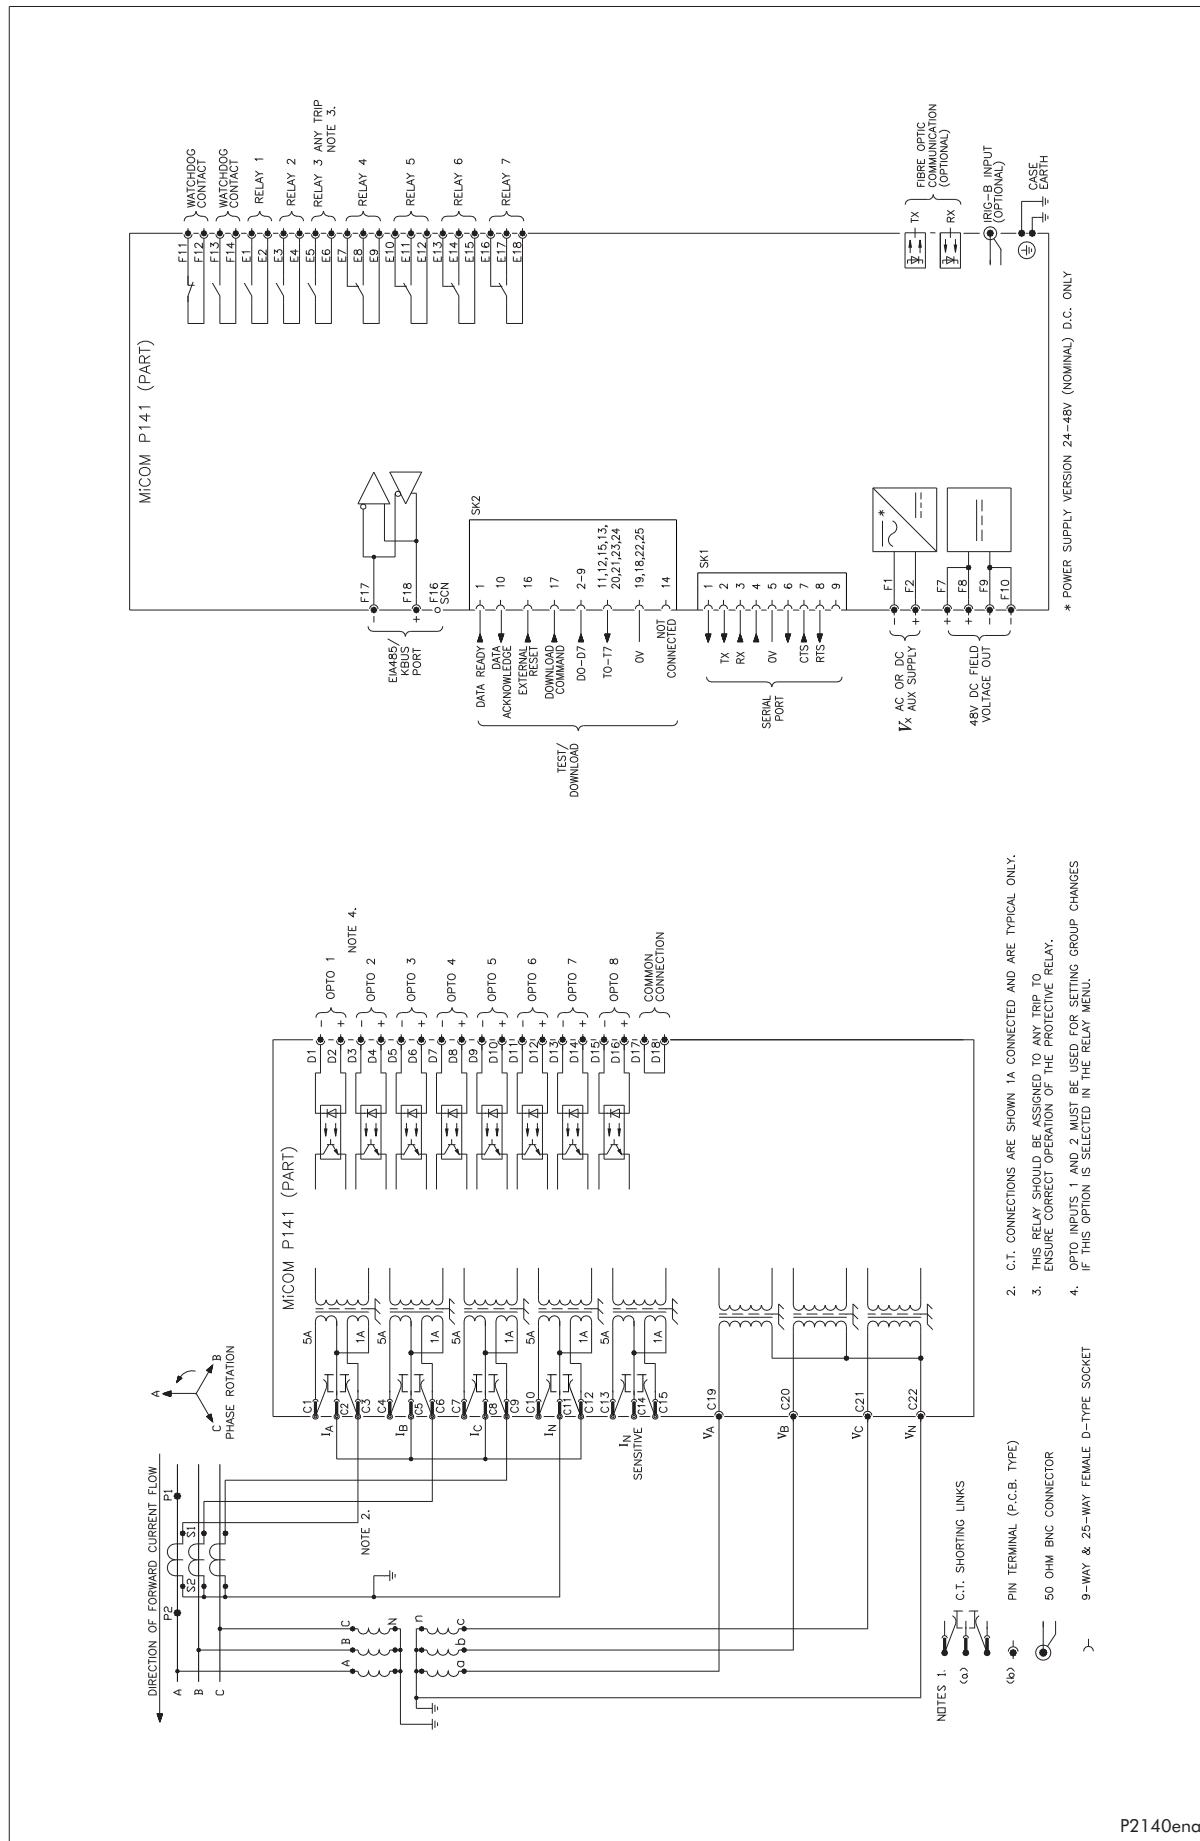 MiCOM P141 (PART)
WATCHDOG
CONTACT
WATCHDOG
CONTACT
RELAY 1
RELAY 2
RELAY 3 ANY TRIP
NOTE 3.
RELAY 4
RELAY 5
RELAY 6
RELAY 7
F11
F12
F13
F14
E1
E2
E3
E4
E5
E6
E7
E8
E9
E10
E11
E12
E13
E14
E15
E16
E17
E18
FIBRE OPTIC
COMMUNICATION
(OPTIONAL)
TX
RX
IRIG-B INPUT
(OPTIONAL)
CASE
EARTH
EIA485/
KBUS
PORT
-
+
F17
F18
F16
SCN
SK2
DATA READY 1
DATA
ACKNOWLEDGE 10
EXTERNAL
RESET 16
DOWNLOAD
COMMAND 17
DO-D7 2-9
TO-T7 11,12,15,13,
20,21,23,24
0V 19,18,22,25
NOT
CONNECTED 14
TEST/
DOWNLOAD
SK1
1
TX 2
RX 3
4
0V 5
6
CTS 7
RTS 8
9
SERIAL
PORT
Vx AC OR DC
AUX SUPPLY
- F1
+ F2
*
48V DC FIELD
VOLTAGE OUT
+ F7
+ F8
- F9
- F10
* POWER SUPPLY VERSION 24-48V (NOMINAL) D.C. ONLY
MiCOM P141 (PART)
DIRECTION OF FORWARD CURRENT FLOW
A
B
C
P2
P1
S2
S1
A
B
C
PHASE ROTATION
NOTE 2.
A
B
C
N
n
a
b
c
IA
IB
IC
IN
IN
SENSITIVE
VA
VB
VC
VN
C1
C2
C3
C4
C5
C6
C7
C8
C9
C10
C11
C12
C13
C14
C15
C19
C20
C21
C22
5A
1A
5A
1A
5A
1A
5A
1A
5A
1A
D1 -
D2 +
D3 -
D4 +
D5 -
D6 +
D7 -
D8 +
D9 -
D10 +
D11 -
D12 +
D13 -
D14 +
D15 -
D16 +
D17
D18
OPTO 1
NOTE 4.
OPTO 2
OPTO 3
OPTO 4
OPTO 5
OPTO 6
OPTO 7
OPTO 8
COMMON
CONNECTION
NOTES 1.
(a) C.T. SHORTING LINKS
(b) PIN TERMINAL (P.C.B. TYPE)
50 OHM BNC CONNECTOR
9-WAY & 25-WAY FEMALE D-TYPE SOCKET
2. C.T. CONNECTIONS ARE SHOWN 1A CONNECTED AND ARE TYPICAL ONLY.
3. THIS RELAY SHOULD BE ASSIGNED TO ANY TRIP TO
ENSURE CORRECT OPERATION OF THE PROTECTIVE RELAY.
4. OPTO INPUTS 1 AND 2 MUST BE USED FOR SETTING GROUP CHANGES
IF THIS OPTION IS SELECTED IN THE RELAY MENU.
P2140ena